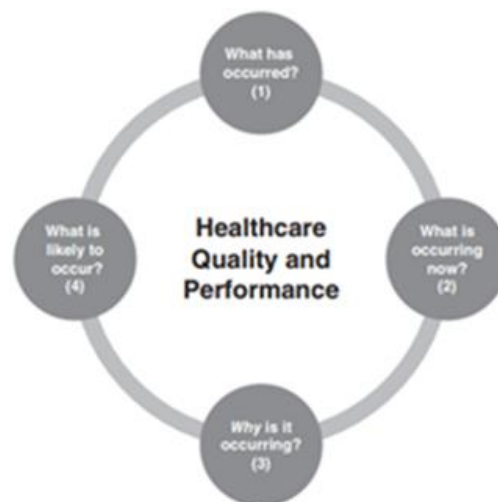 What has
occurred?
(1)
What is
likely to
occur?
(4)
Healthcare
Quality and
Performance
What is
occurring
now?
(2)
Why is it
occurring?
(3)